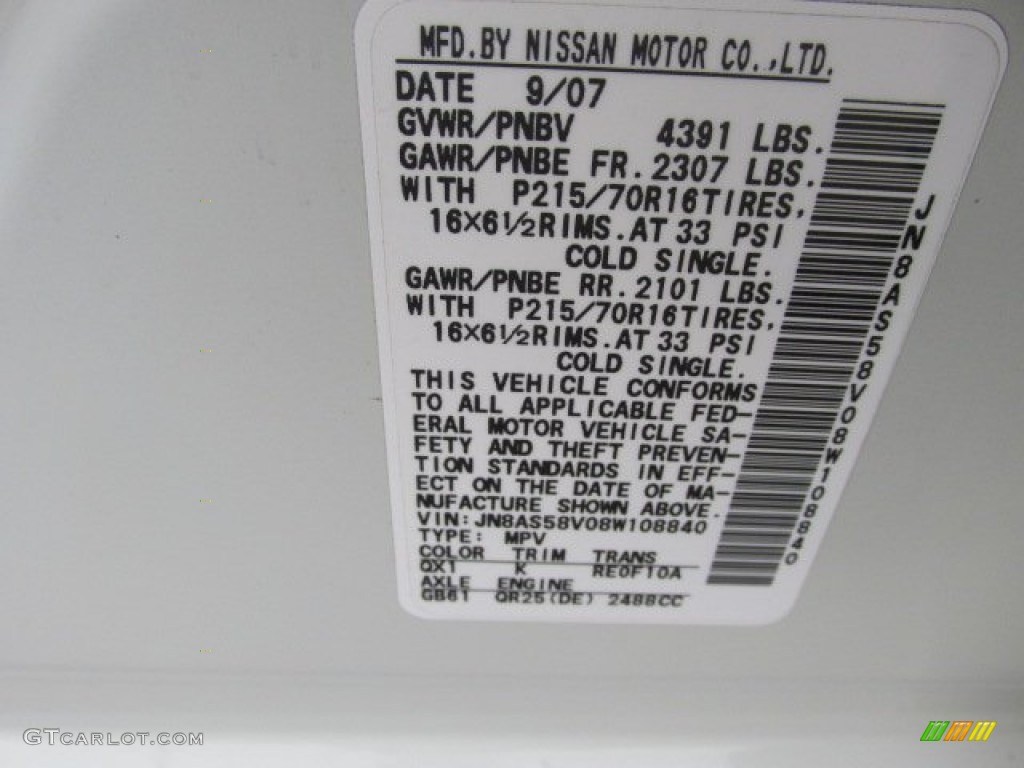 MFD.BY NISSAN MOTOR CO.,LTD.
DATE 9/07
GVWR/PNBV 4391 LBS.
GAWR/PNBE FR.2307 LBS.
WITH P215/70R16TIRES,
16X6½RIMS.AT 33 PSI
COLD SINGLE.
GAWR/PNBE RR.2101 LBS.
WITH P215/70R16TIRES,
16X6½RIMS.AT 33 PSI
COLD SINGLE.
THIS VEHICLE CONFORMS
TO ALL APPLICABLE FED-
ERAL MOTOR VEHICLE SA-
FETY AND THEFT PREVEN-
TION STANDARDS IN EFF-
ECT ON THE DATE OF MA-
NUFACTURE SHOWN ABOVE.
VIN:JN8AS58V08W108840
TYPE: MPV
COLOR TRIM TRANS
QX1 K RE0F10A
AXLE ENGINE
GB61 QR25(DE) 2488CC
JN8AS58V08W108840
GTCARLOT.COM